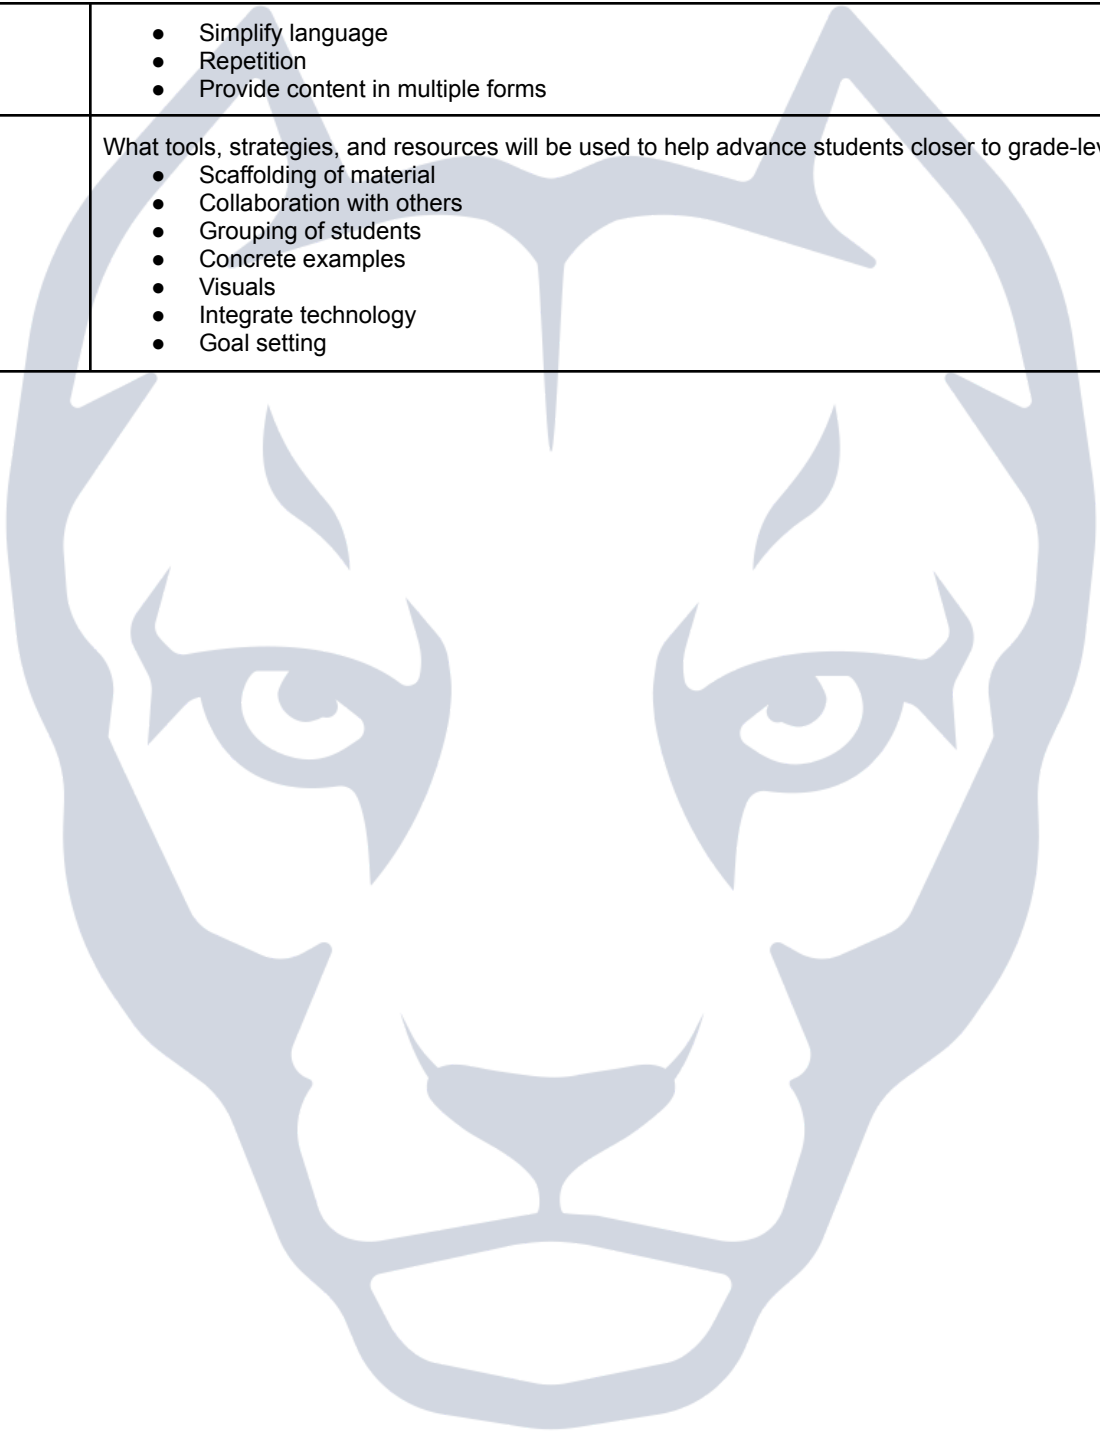 ● Simplify language
● Repetition
● Provide content in multiple forms
What tools, strategies, and resources will be used to help advance students closer to grade-lev
● Scaffolding of material
● Collaboration with others
● Grouping of students
● Concrete examples
● Visuals
● Integrate technology
● Goal setting